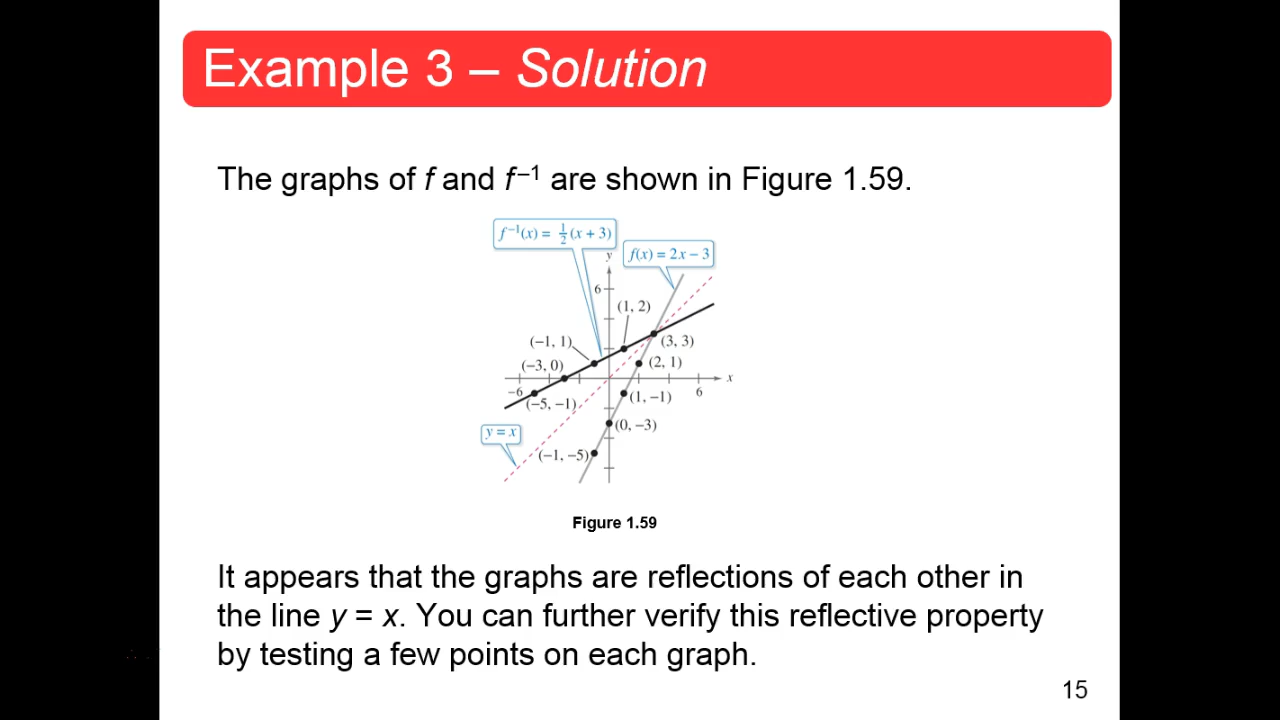 Example 3 – Solution
The graphs of f and f⁻¹ are shown in Figure 1.59.
f⁻¹(x) = ½(x + 3)
f(x) = 2x − 3
y
6
(1, 2)
(−1, 1)
(3, 3)
(−3, 0)
(2, 1)
x
−6
6
(−5, −1)
(1, −1)
(0, −3)
y = x
(−1, −5)
Figure 1.59
It appears that the graphs are reflections of each other in
the line y = x. You can further verify this reflective property
by testing a few points on each graph.
15